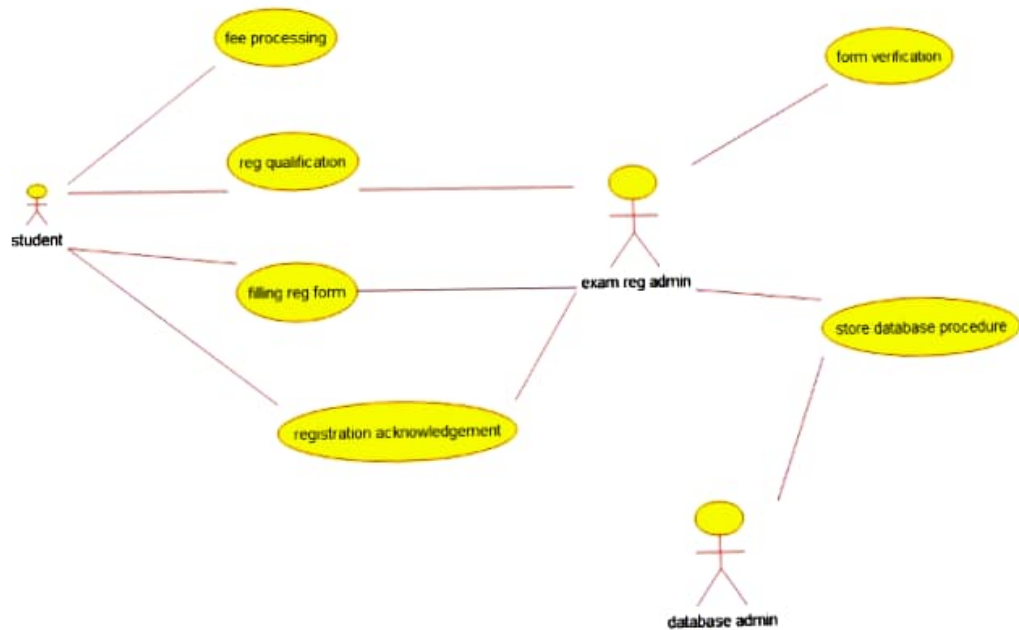 fee processing
form verification
reg qualification
student
exam reg admin
filling reg form
store database procedure
registration acknowledgement
database admin